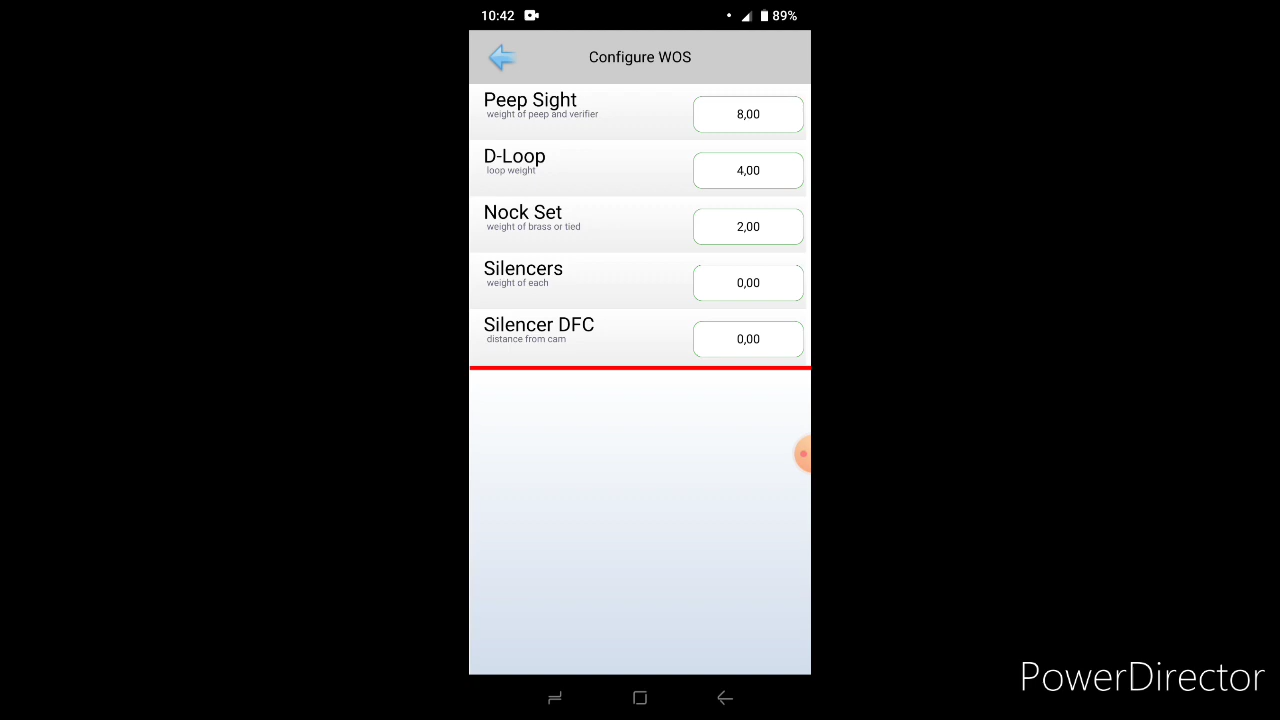 10:42 89%
Configure WOS
Peep Sight
weight of peep and verifier
8,00
D-Loop
loop weight
4,00
Nock Set
weight of brass or tied
2,00
Silencers
weight of each
0,00
Silencer DFC
distance from cam
0,00
PowerDirector